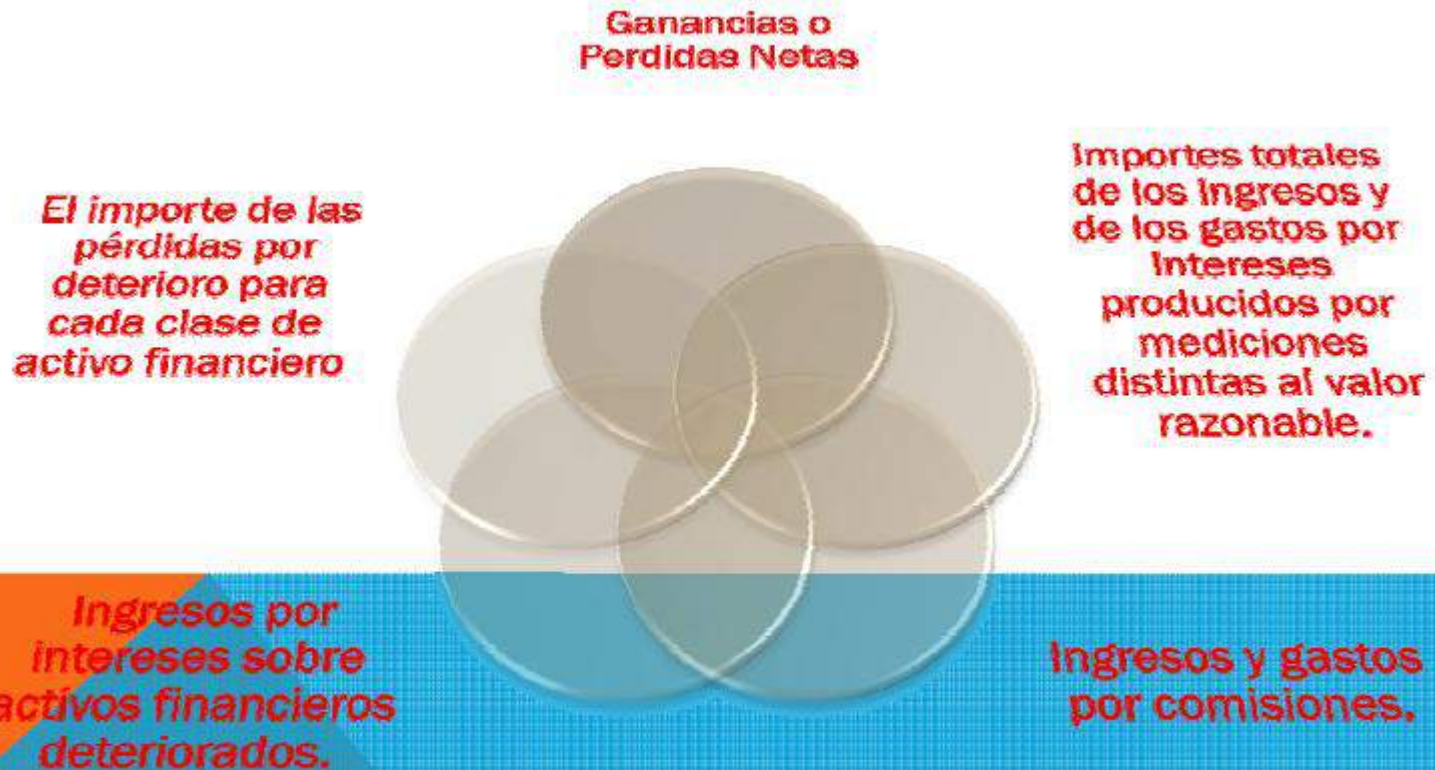 Ganancias o
Perdidas Netas
El importe de las
pérdidas por
deterioro para
cada clase de
activo financiero
Importes totales
de los Ingresos y
de los gastos por
Intereses
producidos por
mediciones
distintas al valor
razonable.
Ingresos por
intereses sobre
activos financieros
deteriorados.
Ingresos y gastos
por comisiones.